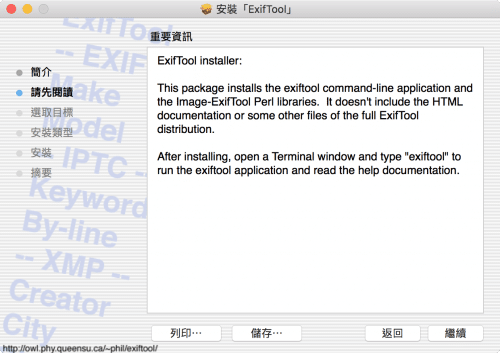 安裝「ExifTool」
重要資訊
簡介
請先閱讀
選取目標
安裝類型
安裝
摘要
ExifTool
-- EXIF
Make
Model
-- IPTC --
Keyword
By-line
-- XMP --
Creator
City
ExifTool installer:
This package installs the exiftool command-line application and
the Image-ExifTool Perl libraries.  It doesn't include the HTML
documentation or some other files of the full ExifTool
distribution.
After installing, open a Terminal window and type "exiftool" to
run the exiftool application and read the help documentation.
列印⋯
儲存⋯
返回
繼續
http://owl.phy.queensu.ca/~phil/exiftool/